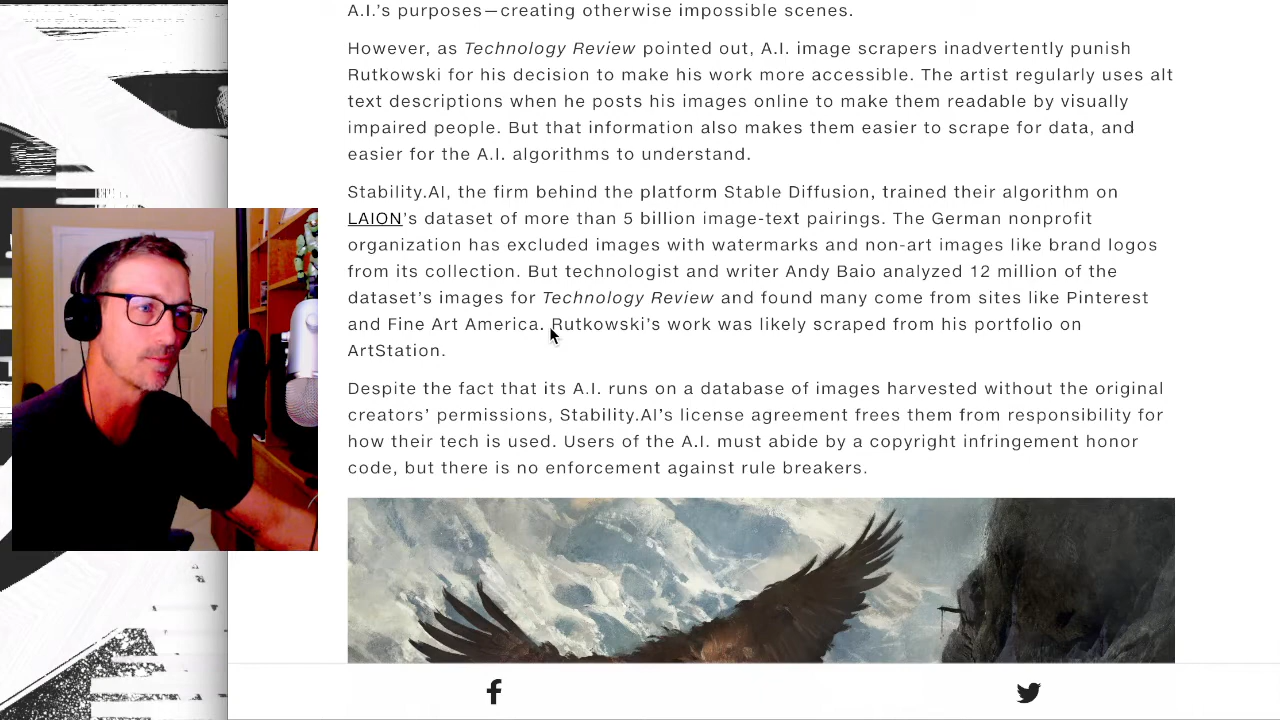 A.I.'s unintended accessibility impact
However, as Technology Review pointed out, A.I. image scrapers inadvertently punish
Rutkowski for his decision to make his work more accessible. The artist regularly uses alt
text descriptions when he posts his images online to make them readable by visually
impaired people. But that information also makes them easier to scrape for data, and
easier for the A.I. algorithms to understand.
Stability.AI, the firm behind the platform Stable Diffusion, trained their algorithm on
LAION's dataset of more than 5 billion image-text pairings. The German nonprofit
organization has excluded images with watermarks and non-art images like brand logos
from its collection. But technologist and writer Andy Baio analyzed 12 million of the
dataset's images for Technology Review and found many came from sites like Pinterest
and Fine Art America. Rutkowski's work was likely scraped from his portfolio on
ArtStation.
Despite the fact that its A.I. runs on a database of images harvested without the original
creators' permissions, Stability.AI's license agreement frees them from responsibility for
how their tech is used. Users of the A.I. must abide by a copyright infringement honor
code, but there is no enforcement against rule breakers.